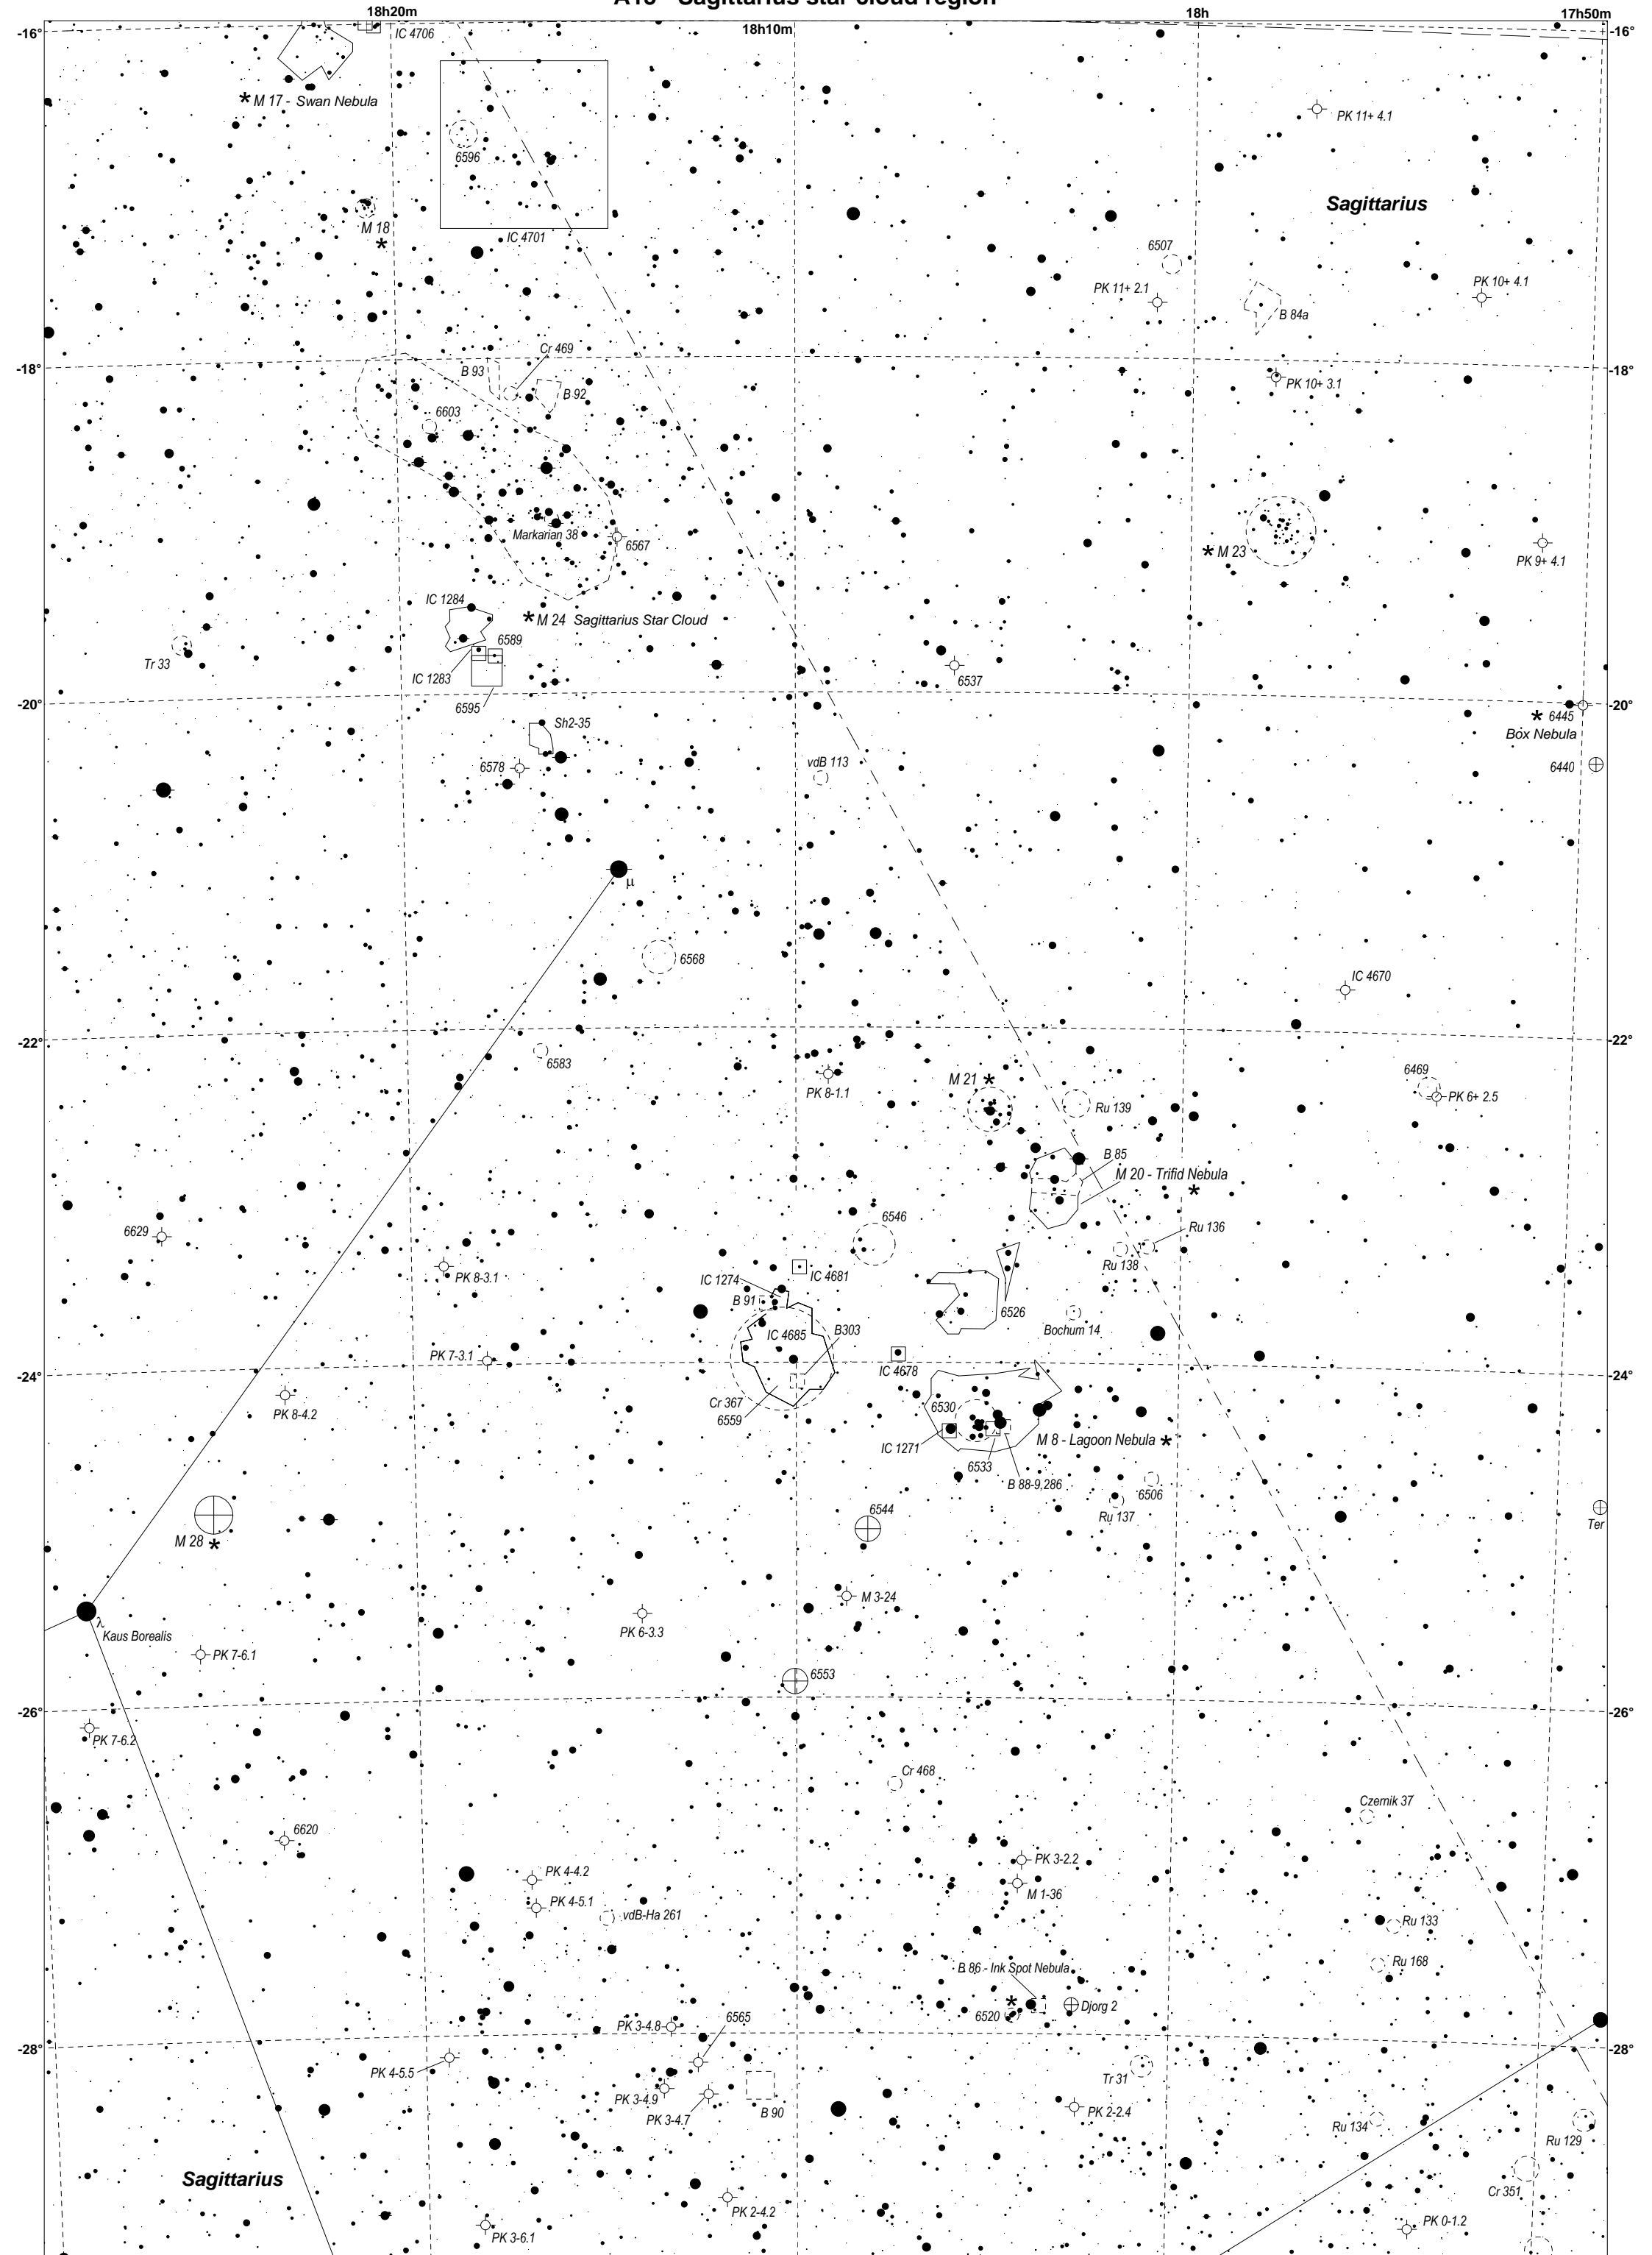 18h20m
18h10m
18h
17h50m
-16°
-16°
IC 4706
* M 17 - Swan Nebula
PK 11+ 4.1
6596
Sagittarius
M 18
*
IC 4701
6507
PK 11+ 2.1
PK 10+ 4.1
B 84a
Cr 469
-18°
-18°
B 93
B 92
PK 10+ 3.1
6603
Markarian 38
6567
* M 23
PK 9+ 4.1
IC 1284
* M 24 Sagittarius Star Cloud
6589
Tr 33
IC 1283
6537
6595
-20°
-20°
* 6445
Box Nebula
Sh2-35
6578
vdB 113
6440
μ
6568
IC 4670
-22°
-22°
6583
M 21 *
6469
PK 8-1.1
PK 6+ 2.5
Ru 139
B 85
M 20 - Trifid Nebula
*
6629
6546
Ru 136
PK 8-3.1
IC 4681
Ru 138
IC 1274
B 91
6526
Bochum 14
IC 4685
B303
PK 7-3.1
IC 4678
-24°
-24°
PK 8-4.2
Cr 367
6559
6530
M 8 - Lagoon Nebula *
IC 1271
6533
B 88-9,286
6506
6544
Ru 137
Ter
M 28 *
M 3-24
λ
Kaus Borealis
PK 6-3.3
PK 7-6.1
6553
-26°
-26°
PK 7-6.2
Cr 468
Czernik 37
6620
PK 3-2.2
PK 4-4.2
M 1-36
PK 4-5.1
vdB-Ha 261
Ru 133
Ru 168
B 86 - Ink Spot Nebula
*
Djorg 2
6520
PK 3-4.8
6565
-28°
-28°
PK 4-5.5
Tr 31
PK 3-4.9
PK 3-4.7
B 90
PK 2-2.4
Ru 134
Ru 129
Sagittarius
Cr 351
PK 2-4.2
PK 0-1.2
PK 3-6.1